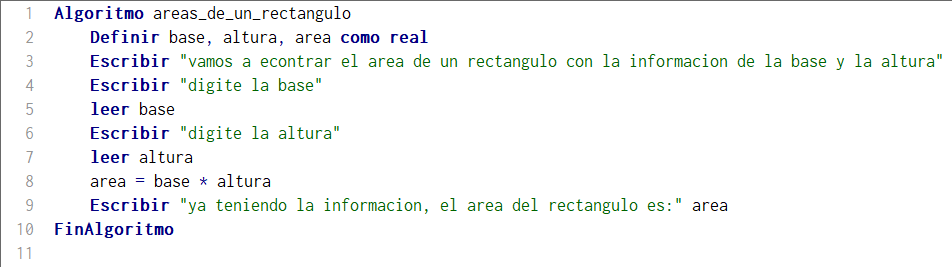 1 Algoritmo areas_de_un_rectangulo
2 Definir base, altura, area como real
3 Escribir "vamos a econtrar el area de un rectangulo con la informacion de la base y la altura"
4 Escribir "digite la base"
5 leer base
6 Escribir "digite la altura"
7 leer altura
8 area = base * altura
9 Escribir "ya teniendo la informacion, el area del rectangulo es:" area
10 FinAlgoritmo
11